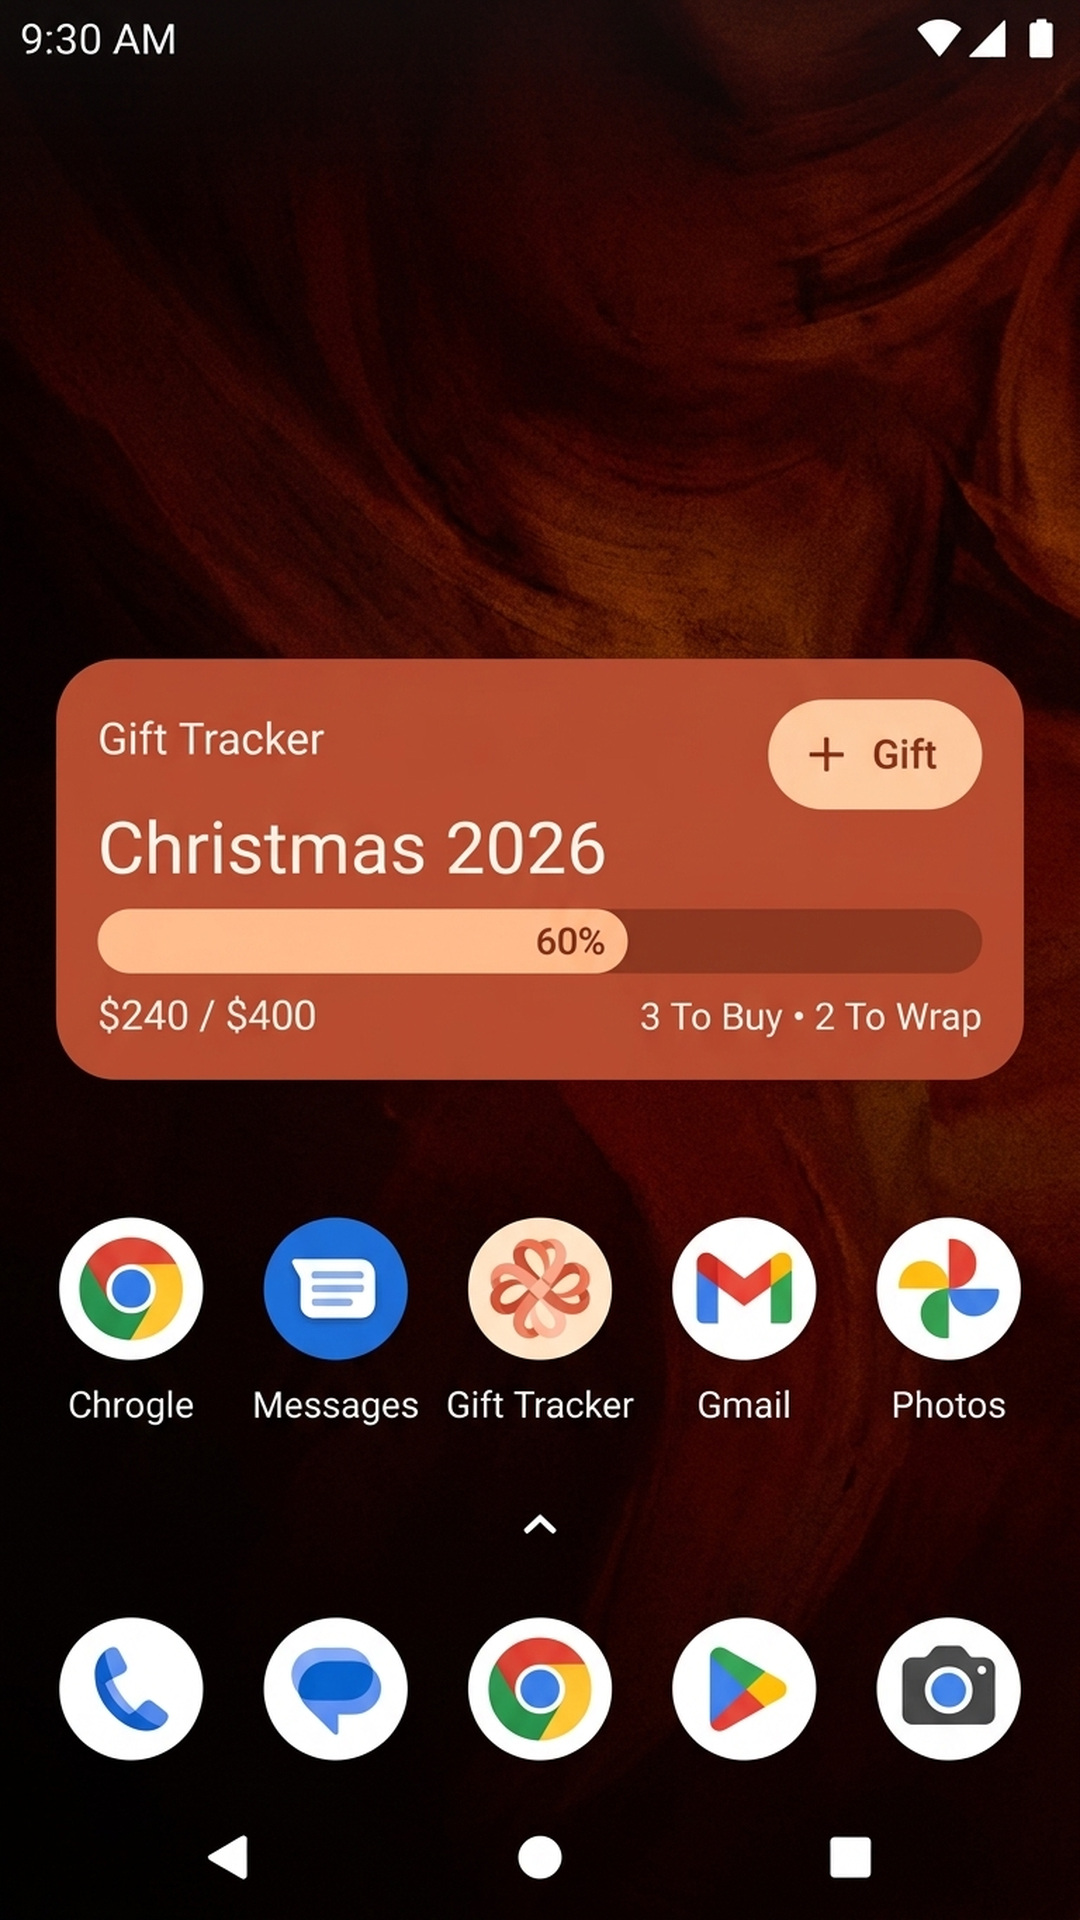 9:30 AM
Gift Tracker
+ Gift
Christmas 2026
60%
$240 / $400
3 To Buy • 2 To Wrap
Chrogle
Messages
Gift Tracker
Gmail
Photos